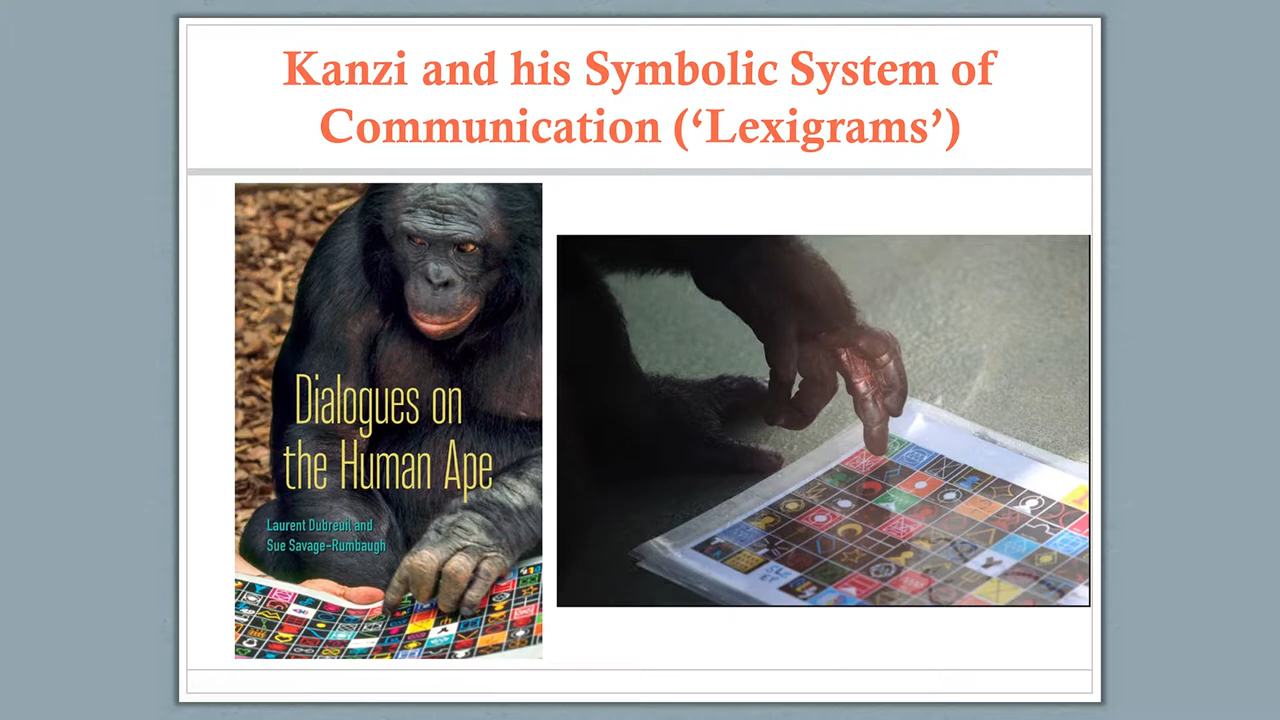 Kanzi and his Symbolic System of
Communication (‘Lexigrams’)
Dialogues on
the Human Ape
Laurent Dubreuil and
Sue Savage-Rumbaugh